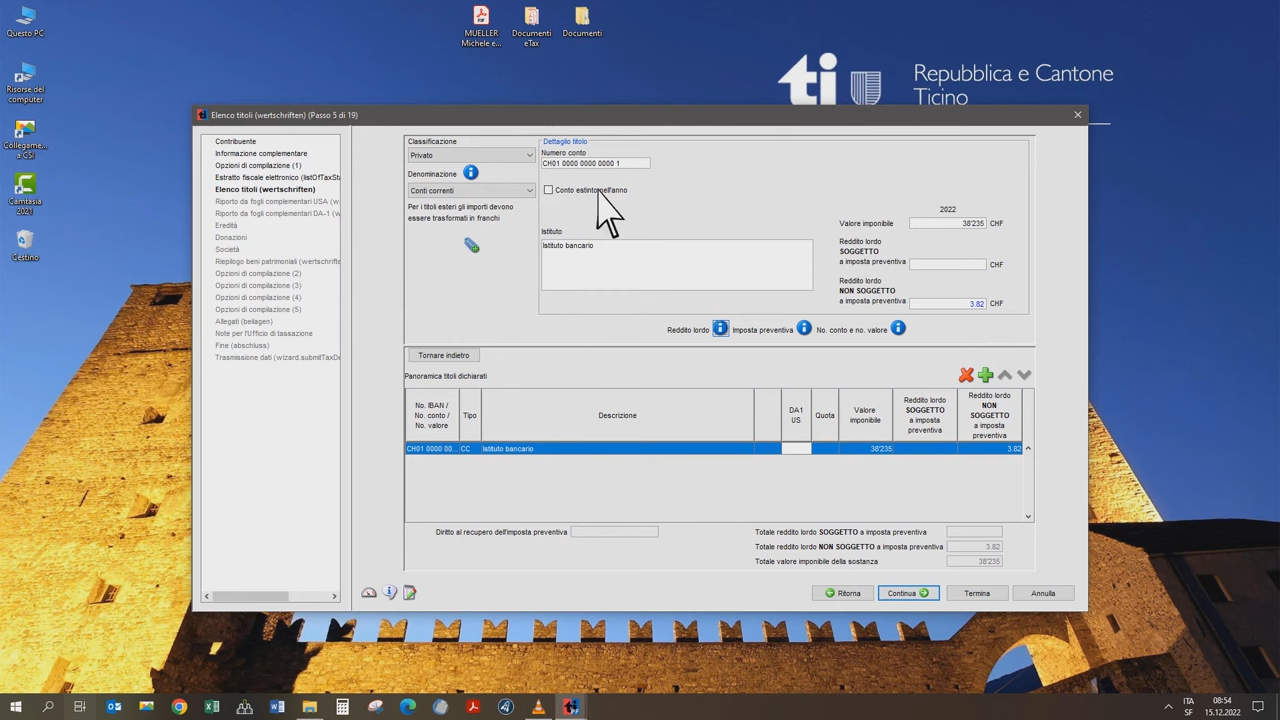 Questo PC
Risorse del
computer
Collegame...
a CSI
Camtasia
2021
Cestino
MUELLER
Michele e...
Documenti
eTax
Documenti
ti
Repubblica e Cantone
Ticino
Elenco titoli (wertschriften) (Passo 5 di 19)
Contribuente
Informazione complementare
Opzioni di compilazione (1)
Estratto fiscale elettronico (listOfTaxSta
Elenco titoli (wertschriften)
Riporto da fogli complementari USA (w
Riporto da fogli complementari DA-1 (w
Eredità
Donazioni
Società
Riepilogo beni patrimoniali (wertschrifte
Opzioni di compilazione (2)
Opzioni di compilazione (3)
Opzioni di compilazione (4)
Opzioni di compilazione (5)
Allegati (beilagen)
Note per l'Ufficio di tassazione
Fine (abschluss)
Trasmissione dati (wizard.submitTaxDe
Classificazione
Privato
Denominazione
Conti correnti
Per i titoli esteri gli importi devono
essere trasformati in franchi
Dettaglio titolo
Numero conto
CH01 0000 0000 0000 1
Conto estinto nell'anno
Istituto
Istituto bancario
2022
Valore imponibile 38'235 CHF
Reddito lordo
SOGGETTO
a imposta preventiva CHF
Reddito lordo
NON SOGGETTO
a imposta preventiva 3.82 CHF
Reddito lordo Imposta preventiva No. conto e no. valore
Tornare indietro
Panoramica titoli dichiarati
No. IBAN /
No. conto /
No. valore
Tipo
Descrizione
DA1
US
Quota
Valore
imponibile
Reddito lordo
SOGGETTO
a imposta
preventiva
Reddito lordo
NON
SOGGETTO
a imposta
preventiva
CH01 0000 00... CC Istituto bancario 38'235 3.82
Diritto al recupero dell'imposta preventiva
Totale reddito lordo SOGGETTO a imposta preventiva
Totale reddito lordo NON SOGGETTO a imposta preventiva 3.82
Totale valore imponibile della sostanza 38'235
Ritorna Continua Termina Annulla
ITA
SF
08:54
15.12.2022